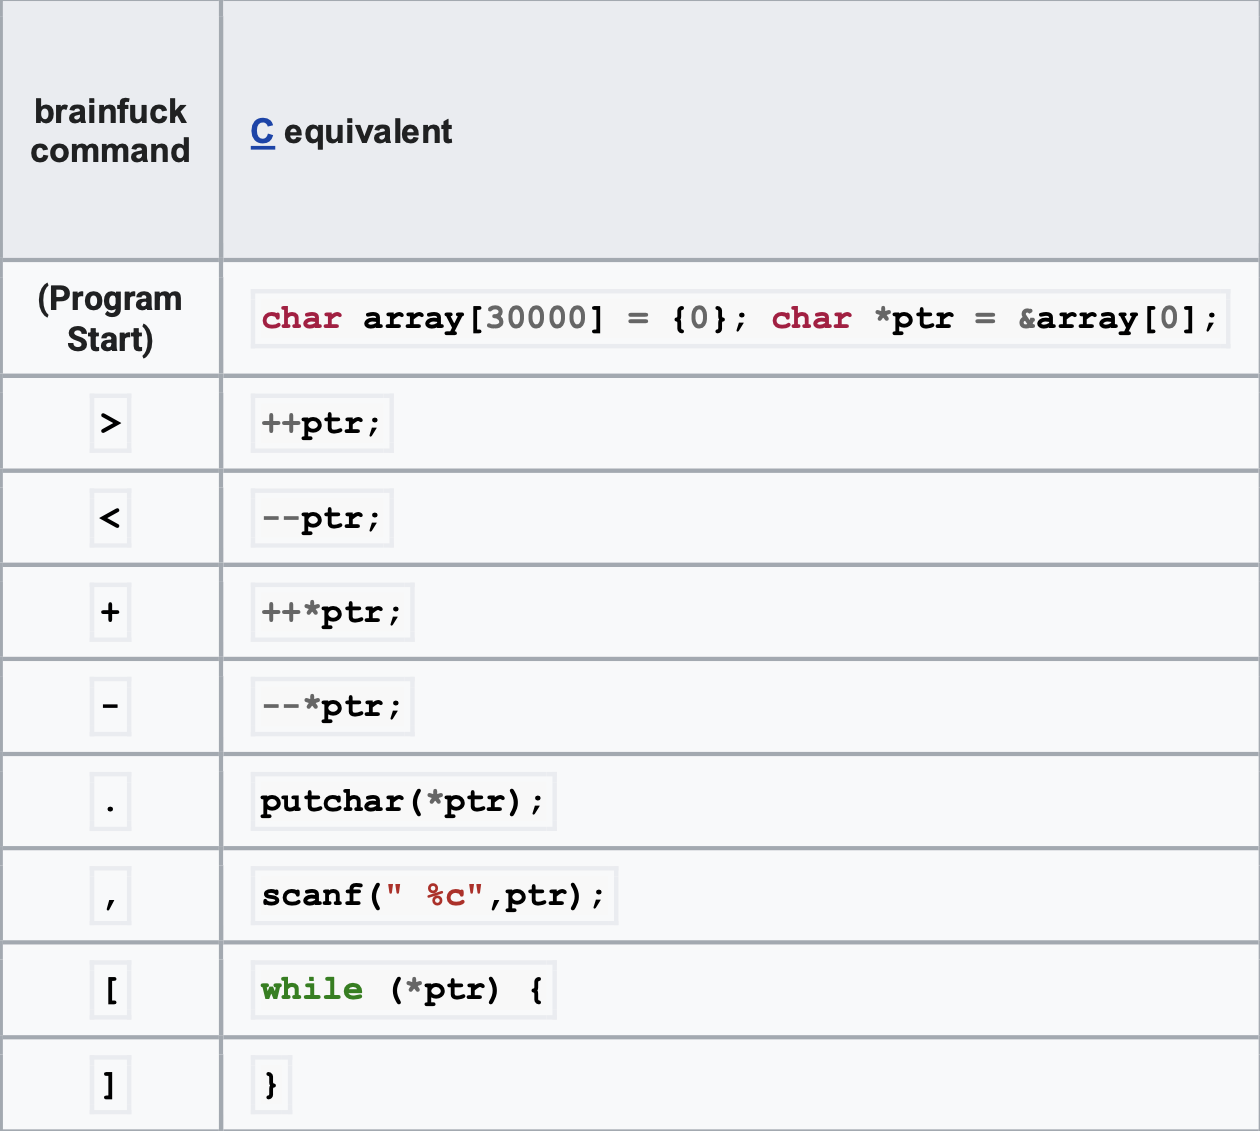 brainfuck
command
C equivalent
(Program
Start)
char array[30000] = {0}; char *ptr = &array[0];
>
++ptr;
<
--ptr;
+
++*ptr;
-
--*ptr;
.
putchar(*ptr);
,
scanf(" %c",ptr);
[
while (*ptr) {
]
}